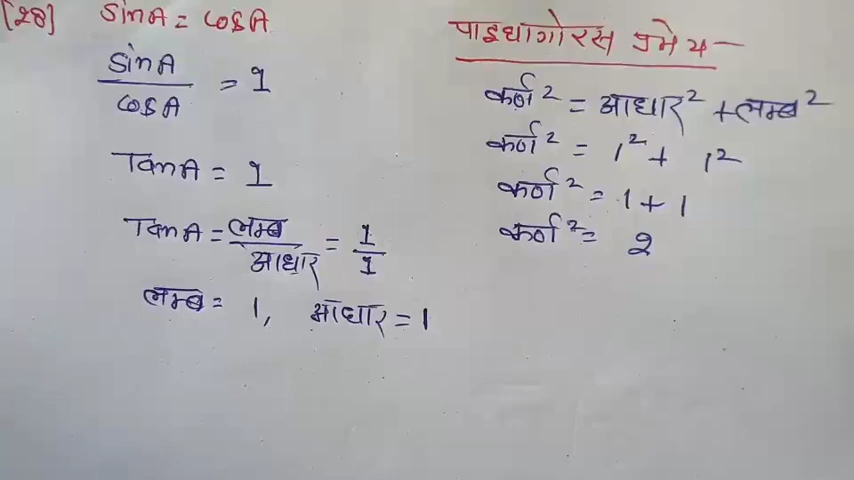 [28] SinA = COSA
SinA / COSA = 1
TanA = 1
TanA = लम्ब / आधार = 1 / 1
लम्ब = 1, आधार = 1
पाइथागोरस प्रमेय —
कर्ण² = आधार² + लम्ब²
कर्ण² = 1² + 1²
कर्ण² = 1 + 1
कर्ण² = 2